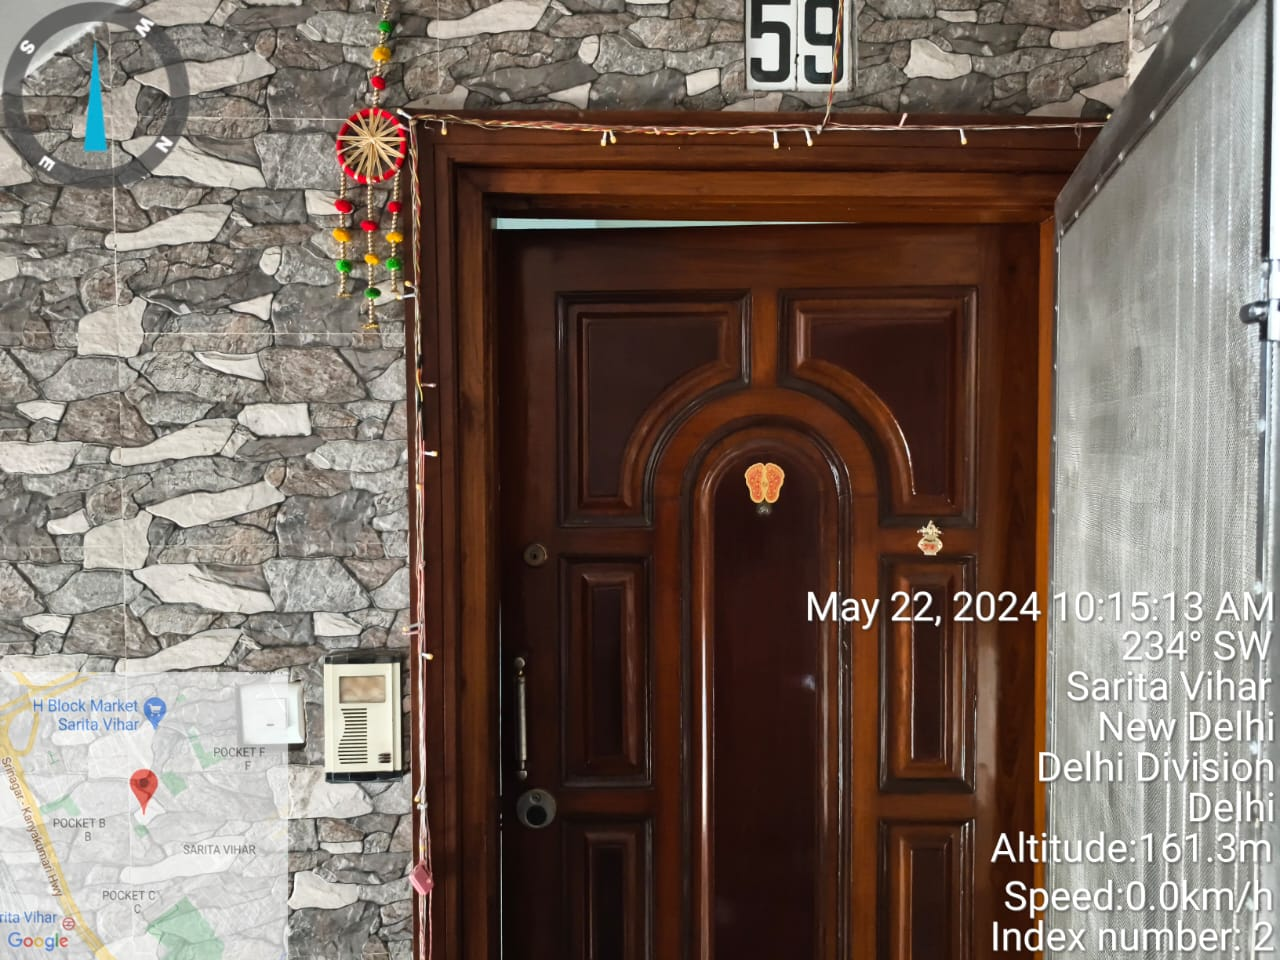 59
S
W
E
N
May 22, 2024 10:15:13 AM
234° SW
Sarita Vihar
New Delhi
Delhi Division
Delhi
Altitude:161.3m
Speed:0.0km/h
Index number: 2
H Block Market
Sarita Vihar
POCKET F
F
Srinagar - Kanyakumari Hwy
POCKET B
B
SARITA VIHAR
POCKET C
C
rita Vihar
Google